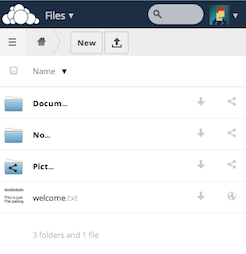 Files
New
Name
Docum...
No...
Pict...
welcome.txt
3 folders and 1 file